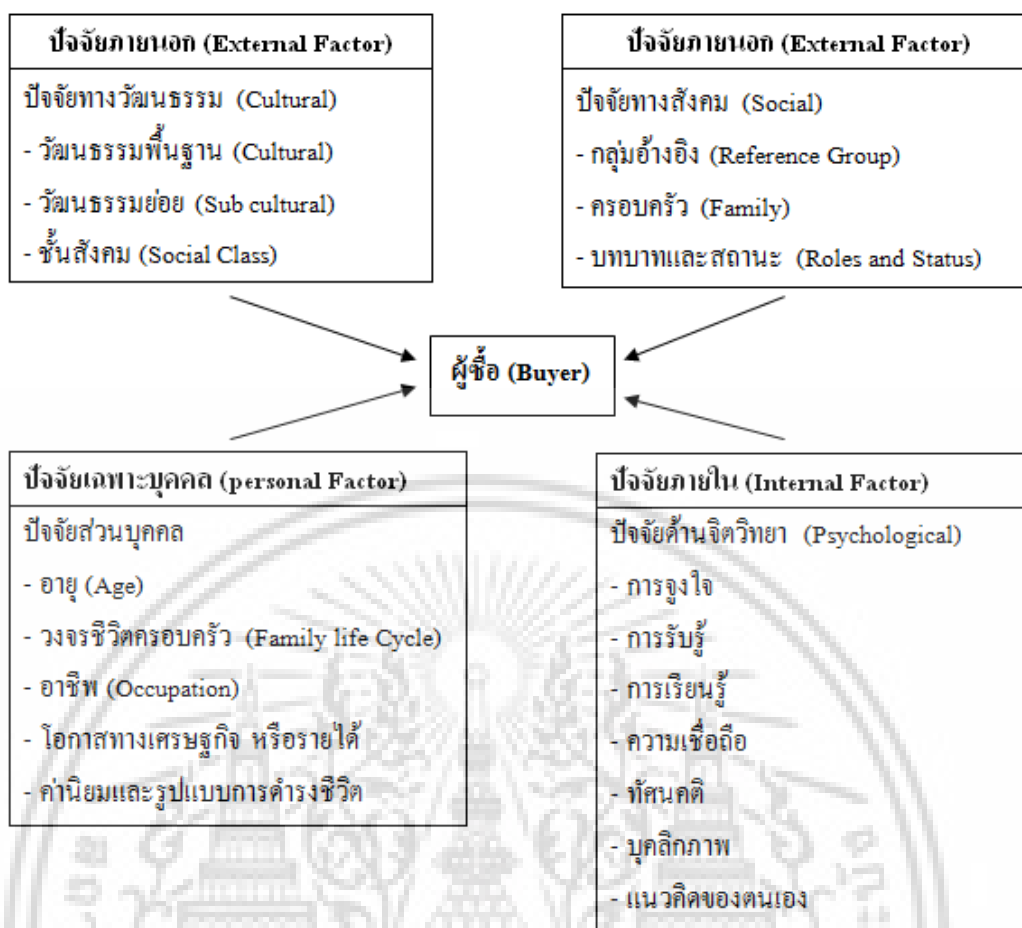 ปัจจัยภายนอก (External Factor)
ปัจจัยทางวัฒนธรรม (Cultural)
- วัฒนธรรมพื้นฐาน (Cultural)
- วัฒนธรรมย่อย (Sub cultural)
- ชั้นสังคม (Social Class)
ปัจจัยภายนอก (External Factor)
ปัจจัยทางสังคม (Social)
- กลุ่มอ้างอิง (Reference Group)
- ครอบครัว (Family)
- บทบาทและสถานะ (Roles and Status)
ผู้ซื้อ (Buyer)
ปัจจัยเฉพาะบุคคล (personal Factor)
ปัจจัยส่วนบุคคล
- อายุ (Age)
- วงจรชีวิตครอบครัว (Family life Cycle)
- อาชีพ (Occupation)
- โอกาสทางเศรษฐกิจ หรือรายได้
- ค่านิยมและรูปแบบการดำรงชีวิต
ปัจจัยภายใน (Internal Factor)
ปัจจัยด้านจิตวิทยา (Psychological)
- การจูงใจ
- การรับรู้
- การเรียนรู้
- ความเชื่อถือ
- ทัศนคติ
- บุคลิกภาพ
- แนวคิดของตนเอง